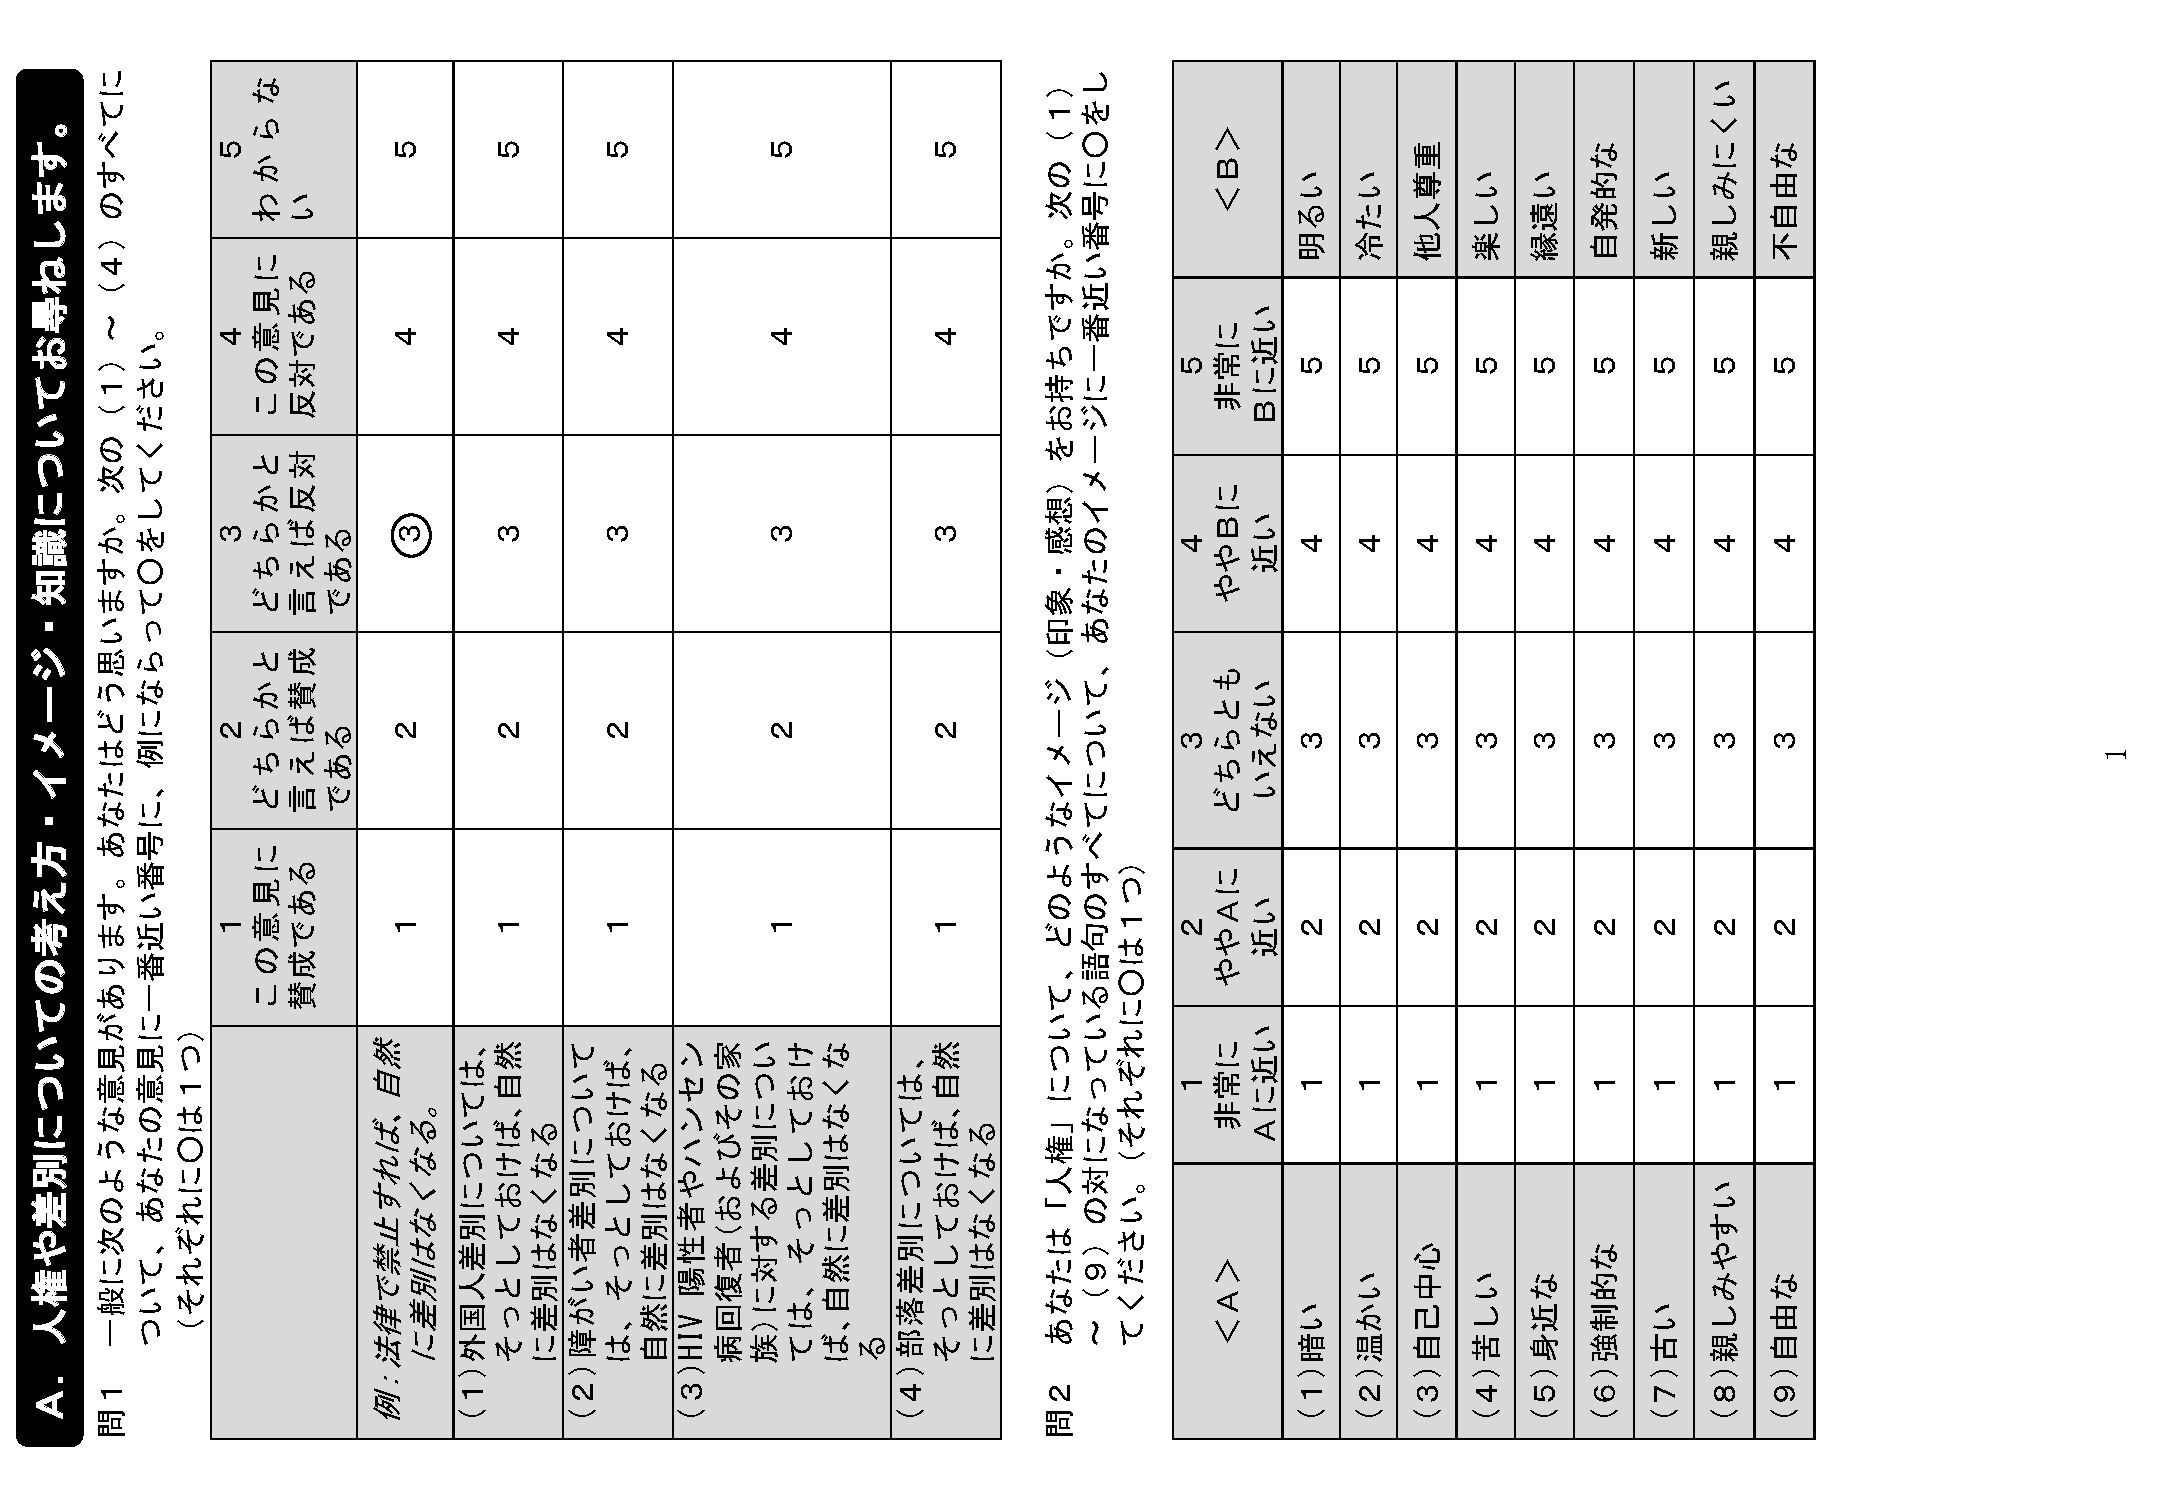 A. 人権や差別についての考え方・イメージ・知識についてお尋ねします。
問１　一般に次のような意見があります。あなたはどう思いますか。次の（１）～（４）のすべてに
ついて、あなたの意見に一番近い番号に、例にならって〇をしてください。
（それぞれに〇は１つ）
1
この意見に
賛成である
2
どちらかと
言えば賛成
である
3
どちらかと
言えば反対
である
4
この意見に
反対である
5
わからな
い
例：法律で禁止すれば、自然
に差別はなくなる。
1 2 3 4 5
（１）外国人差別については、
そっとしておけば、自然
に差別はなくなる
1 2 3 4 5
（２）障がい者差別について
は、そっとしておけば、
自然に差別はなくなる
1 2 3 4 5
（３）HIV 陽性者やハンセン
病回復者（およびその家
族）に対する差別につい
ては、そっとしておけ
ば、自然に差別はなくな
る
1 2 3 4 5
（４）部落差別については、
そっとしておけば、自然
に差別はなくなる
1 2 3 4 5
問２　あなたは「人権」について、どのようなイメージ（印象・感想）をお持ちですか。次の（１）
～（９）の対になっている語句のすべてについて、あなたのイメージに一番近い番号に〇をし
てください。（それぞれに〇は１つ）
＜A＞
1
非常に
Aに近い
2
ややAに
近い
3
どちらとも
いえない
4
ややBに
近い
5
非常に
Bに近い
＜B＞
（１）暗い 1 2 3 4 5 明るい
（２）温かい 1 2 3 4 5 冷たい
（３）自己中心 1 2 3 4 5 他人尊重
（４）苦しい 1 2 3 4 5 楽しい
（５）身近な 1 2 3 4 5 縁遠い
（６）強制的な 1 2 3 4 5 自発的な
（７）古い 1 2 3 4 5 新しい
（８）親しみやすい 1 2 3 4 5 親しみにくい
（９）自由な 1 2 3 4 5 不自由な
1